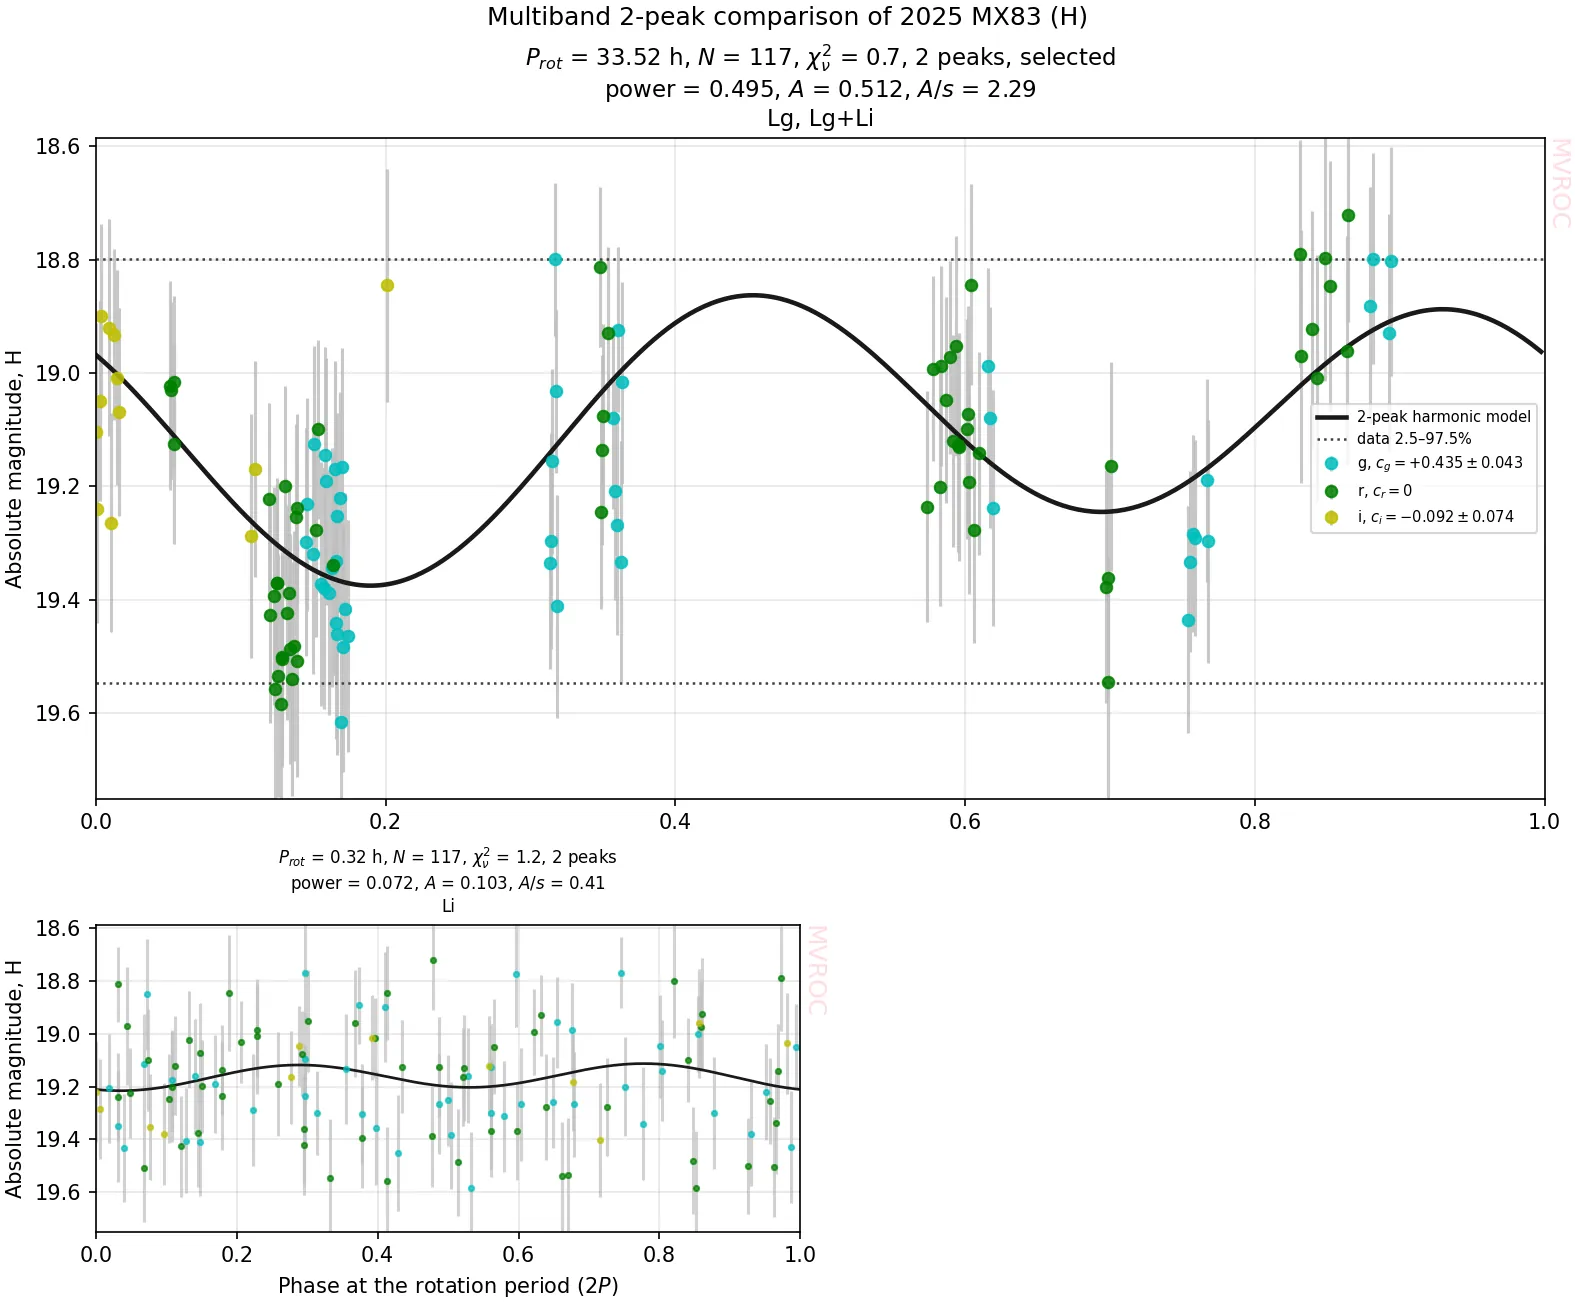 Multiband 2-peak comparison of 2025 MX83 (H)
P_rot = 33.52 h, N = 117, χ²_ν = 0.7, 2 peaks, selected
power = 0.495, A = 0.512, A/s = 2.29
Lg, Lg+Li
MVROC
Absolute magnitude, H
18.6
18.8
19.0
19.2
19.4
19.6
2-peak harmonic model
data 2.5–97.5%
g, c_g = +0.435 ± 0.043
r, c_r = 0
i, c_i = −0.092 ± 0.074
0.0 0.2 0.4 0.6 0.8 1.0
P_rot = 0.32 h, N = 117, χ²_ν = 1.2, 2 peaks
power = 0.072, A = 0.103, A/s = 0.41
Li
MVROC
Absolute magnitude, H
18.6
18.8
19.0
19.2
19.4
19.6
0.0 0.2 0.4 0.6 0.8 1.0
Phase at the rotation period (2P)